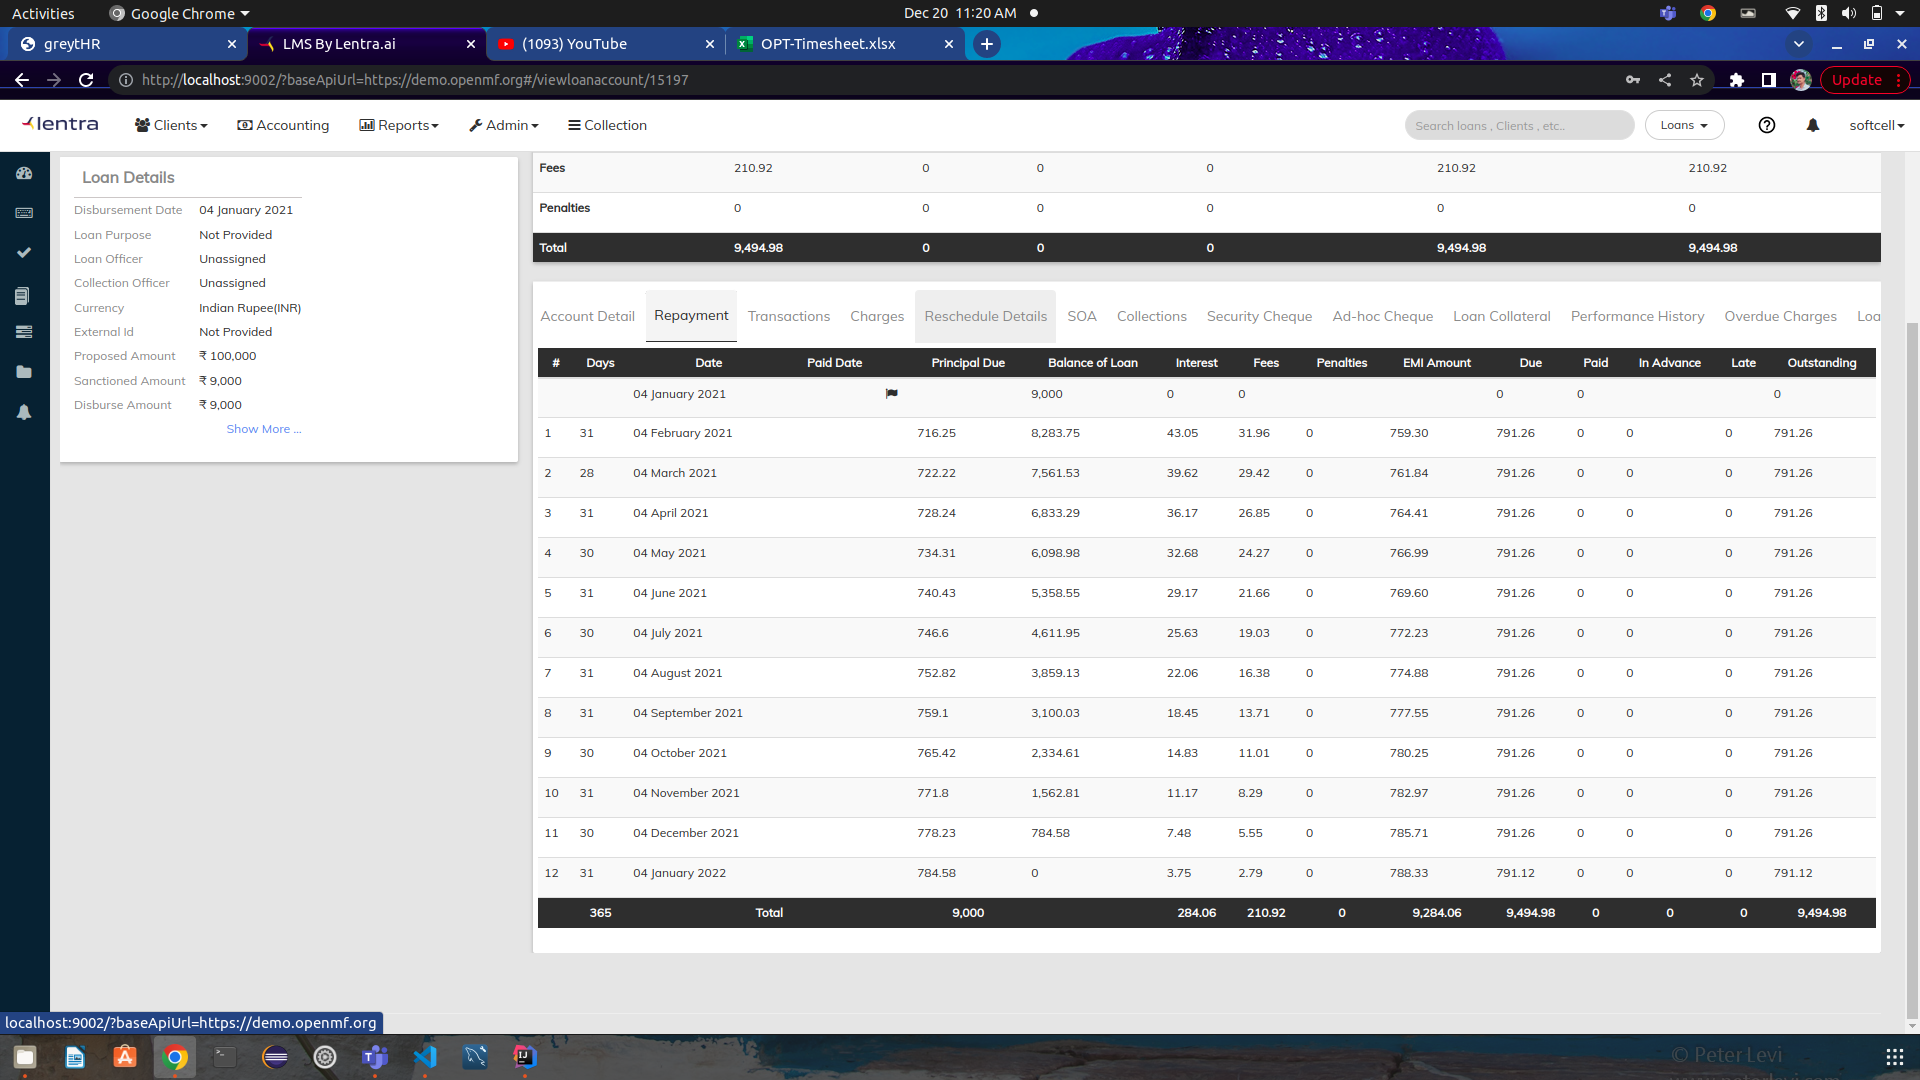 Activities Google Chrome Dec 20 11:20 AM
greytHR LMS By Lentra.ai (1093) YouTube OPT-Timesheet.xlsx
http://localhost:9002/?baseApiUrl=https://demo.openmf.org#/viewloanaccount/15197 Update
lentra Clients Accounting Reports Admin Collection Search loans , Clients , etc.. Loans softcell
Loan Details
Disbursement Date 04 January 2021
Loan Purpose Not Provided
Loan Officer Unassigned
Collection Officer Unassigned
Currency Indian Rupee(INR)
External Id Not Provided
Proposed Amount ₹ 100,000
Sanctioned Amount ₹ 9,000
Disburse Amount ₹ 9,000
Show More ...
Fees 210.92 0 0 0 210.92 210.92
Penalties 0 0 0 0 0 0
Total 9,494.98 0 0 0 9,494.98 9,494.98
Account Detail Repayment Transactions Charges Reschedule Details SOA Collections Security Cheque Ad-hoc Cheque Loan Collateral Performance History Overdue Charges Loa
# Days Date Paid Date Principal Due Balance of Loan Interest Fees Penalties EMI Amount Due Paid In Advance Late Outstanding
04 January 2021 9,000 0 0 0 0 0
1 31 04 February 2021 716.25 8,283.75 43.05 31.96 0 759.30 791.26 0 0 0 791.26
2 28 04 March 2021 722.22 7,561.53 39.62 29.42 0 761.84 791.26 0 0 0 791.26
3 31 04 April 2021 728.24 6,833.29 36.17 26.85 0 764.41 791.26 0 0 0 791.26
4 30 04 May 2021 734.31 6,098.98 32.68 24.27 0 766.99 791.26 0 0 0 791.26
5 31 04 June 2021 740.43 5,358.55 29.17 21.66 0 769.60 791.26 0 0 0 791.26
6 30 04 July 2021 746.6 4,611.95 25.63 19.03 0 772.23 791.26 0 0 0 791.26
7 31 04 August 2021 752.82 3,859.13 22.06 16.38 0 774.88 791.26 0 0 0 791.26
8 31 04 September 2021 759.1 3,100.03 18.45 13.71 0 777.55 791.26 0 0 0 791.26
9 30 04 October 2021 765.42 2,334.61 14.83 11.01 0 780.25 791.26 0 0 0 791.26
10 31 04 November 2021 771.8 1,562.81 11.17 8.29 0 782.97 791.26 0 0 0 791.26
11 30 04 December 2021 778.23 784.58 7.48 5.55 0 785.71 791.26 0 0 0 791.26
12 31 04 January 2022 784.58 0 3.75 2.79 0 788.33 791.12 0 0 0 791.12
365 Total 9,000 284.06 210.92 0 9,284.06 9,494.98 0 0 0 9,494.98
localhost:9002/?baseApiUrl=https://demo.openmf.org
© Peter Levi